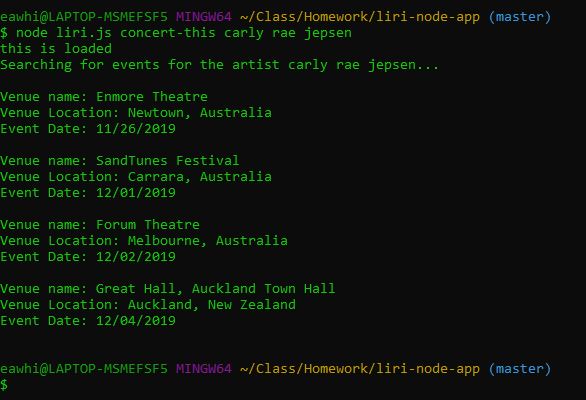 eawhi@LAPTOP-MSMEFSF5 MINGW64 ~/Class/Homework/liri-node-app (master)
$ node liri.js concert-this carly rae jepsen
this is loaded
Searching for events for the artist carly rae jepsen...
Venue name: Enmore Theatre
Venue Location: Newtown, Australia
Event Date: 11/26/2019
Venue name: SandTunes Festival
Venue Location: Carrara, Australia
Event Date: 12/01/2019
Venue name: Forum Theatre
Venue Location: Melbourne, Australia
Event Date: 12/02/2019
Venue name: Great Hall, Auckland Town Hall
Venue Location: Auckland, New Zealand
Event Date: 12/04/2019
eawhi@LAPTOP-MSMEFSF5 MINGW64 ~/Class/Homework/liri-node-app (master)
$